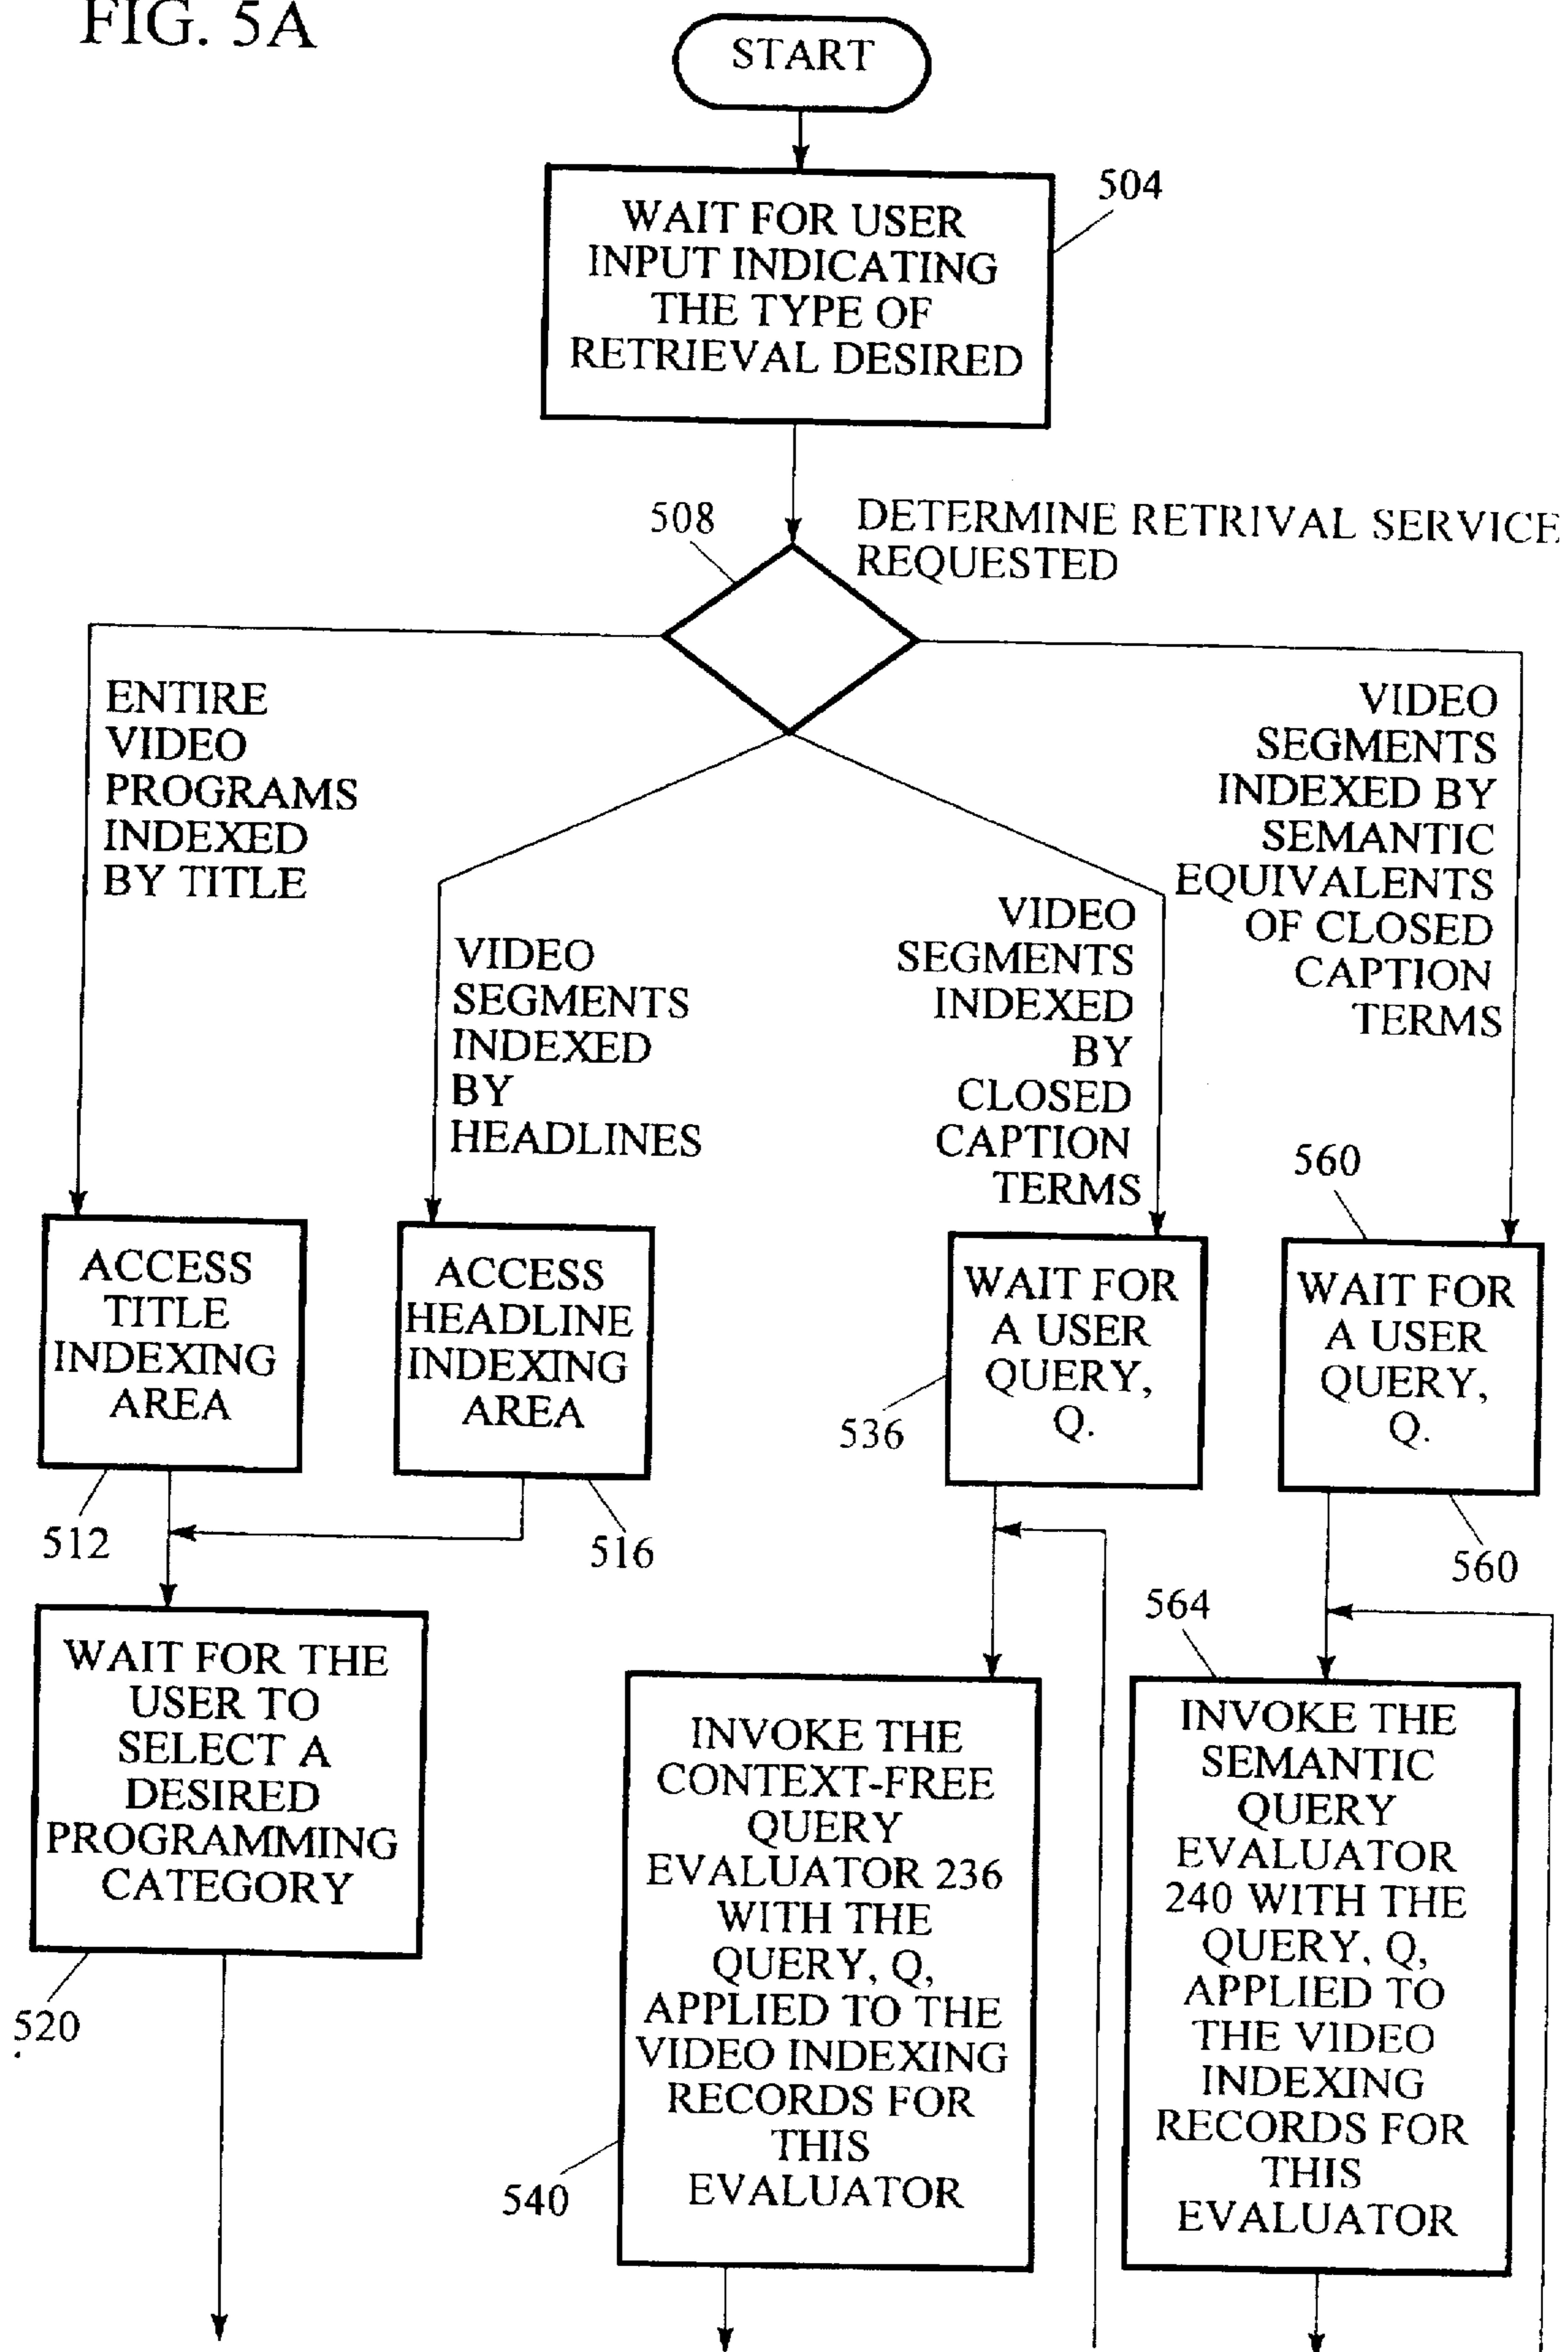 FIG. 5A
START
504
WAIT FOR USER
INPUT INDICATING
THE TYPE OF
RETRIEVAL DESIRED
508
DETERMINE RETRIVAL SERVICE
REQUESTED
ENTIRE
VIDEO
PROGRAMS
INDEXED
BY TITLE
VIDEO
SEGMENTS
INDEXED
BY
HEADLINES
VIDEO
SEGMENTS
INDEXED
BY
CLOSED
CAPTION
TERMS
VIDEO
SEGMENTS
INDEXED BY
SEMANTIC
EQUIVALENTS
OF CLOSED
CAPTION
TERMS
560
ACCESS
TITLE
INDEXING
AREA
512
ACCESS
HEADLINE
INDEXING
AREA
516
WAIT FOR
A USER
QUERY,
Q.
536
WAIT FOR
A USER
QUERY,
Q.
560
WAIT FOR THE
USER TO
SELECT A
DESIRED
PROGRAMMING
CATEGORY
520
INVOKE THE
CONTEXT-FREE
QUERY
EVALUATOR 236
WITH THE
QUERY, Q,
APPLIED TO THE
VIDEO INDEXING
RECORDS FOR
THIS
EVALUATOR
540
564
INVOKE THE
SEMANTIC
QUERY
EVALUATOR
240 WITH THE
QUERY, Q,
APPLIED TO
THE VIDEO
INDEXING
RECORDS FOR
THIS
EVALUATOR